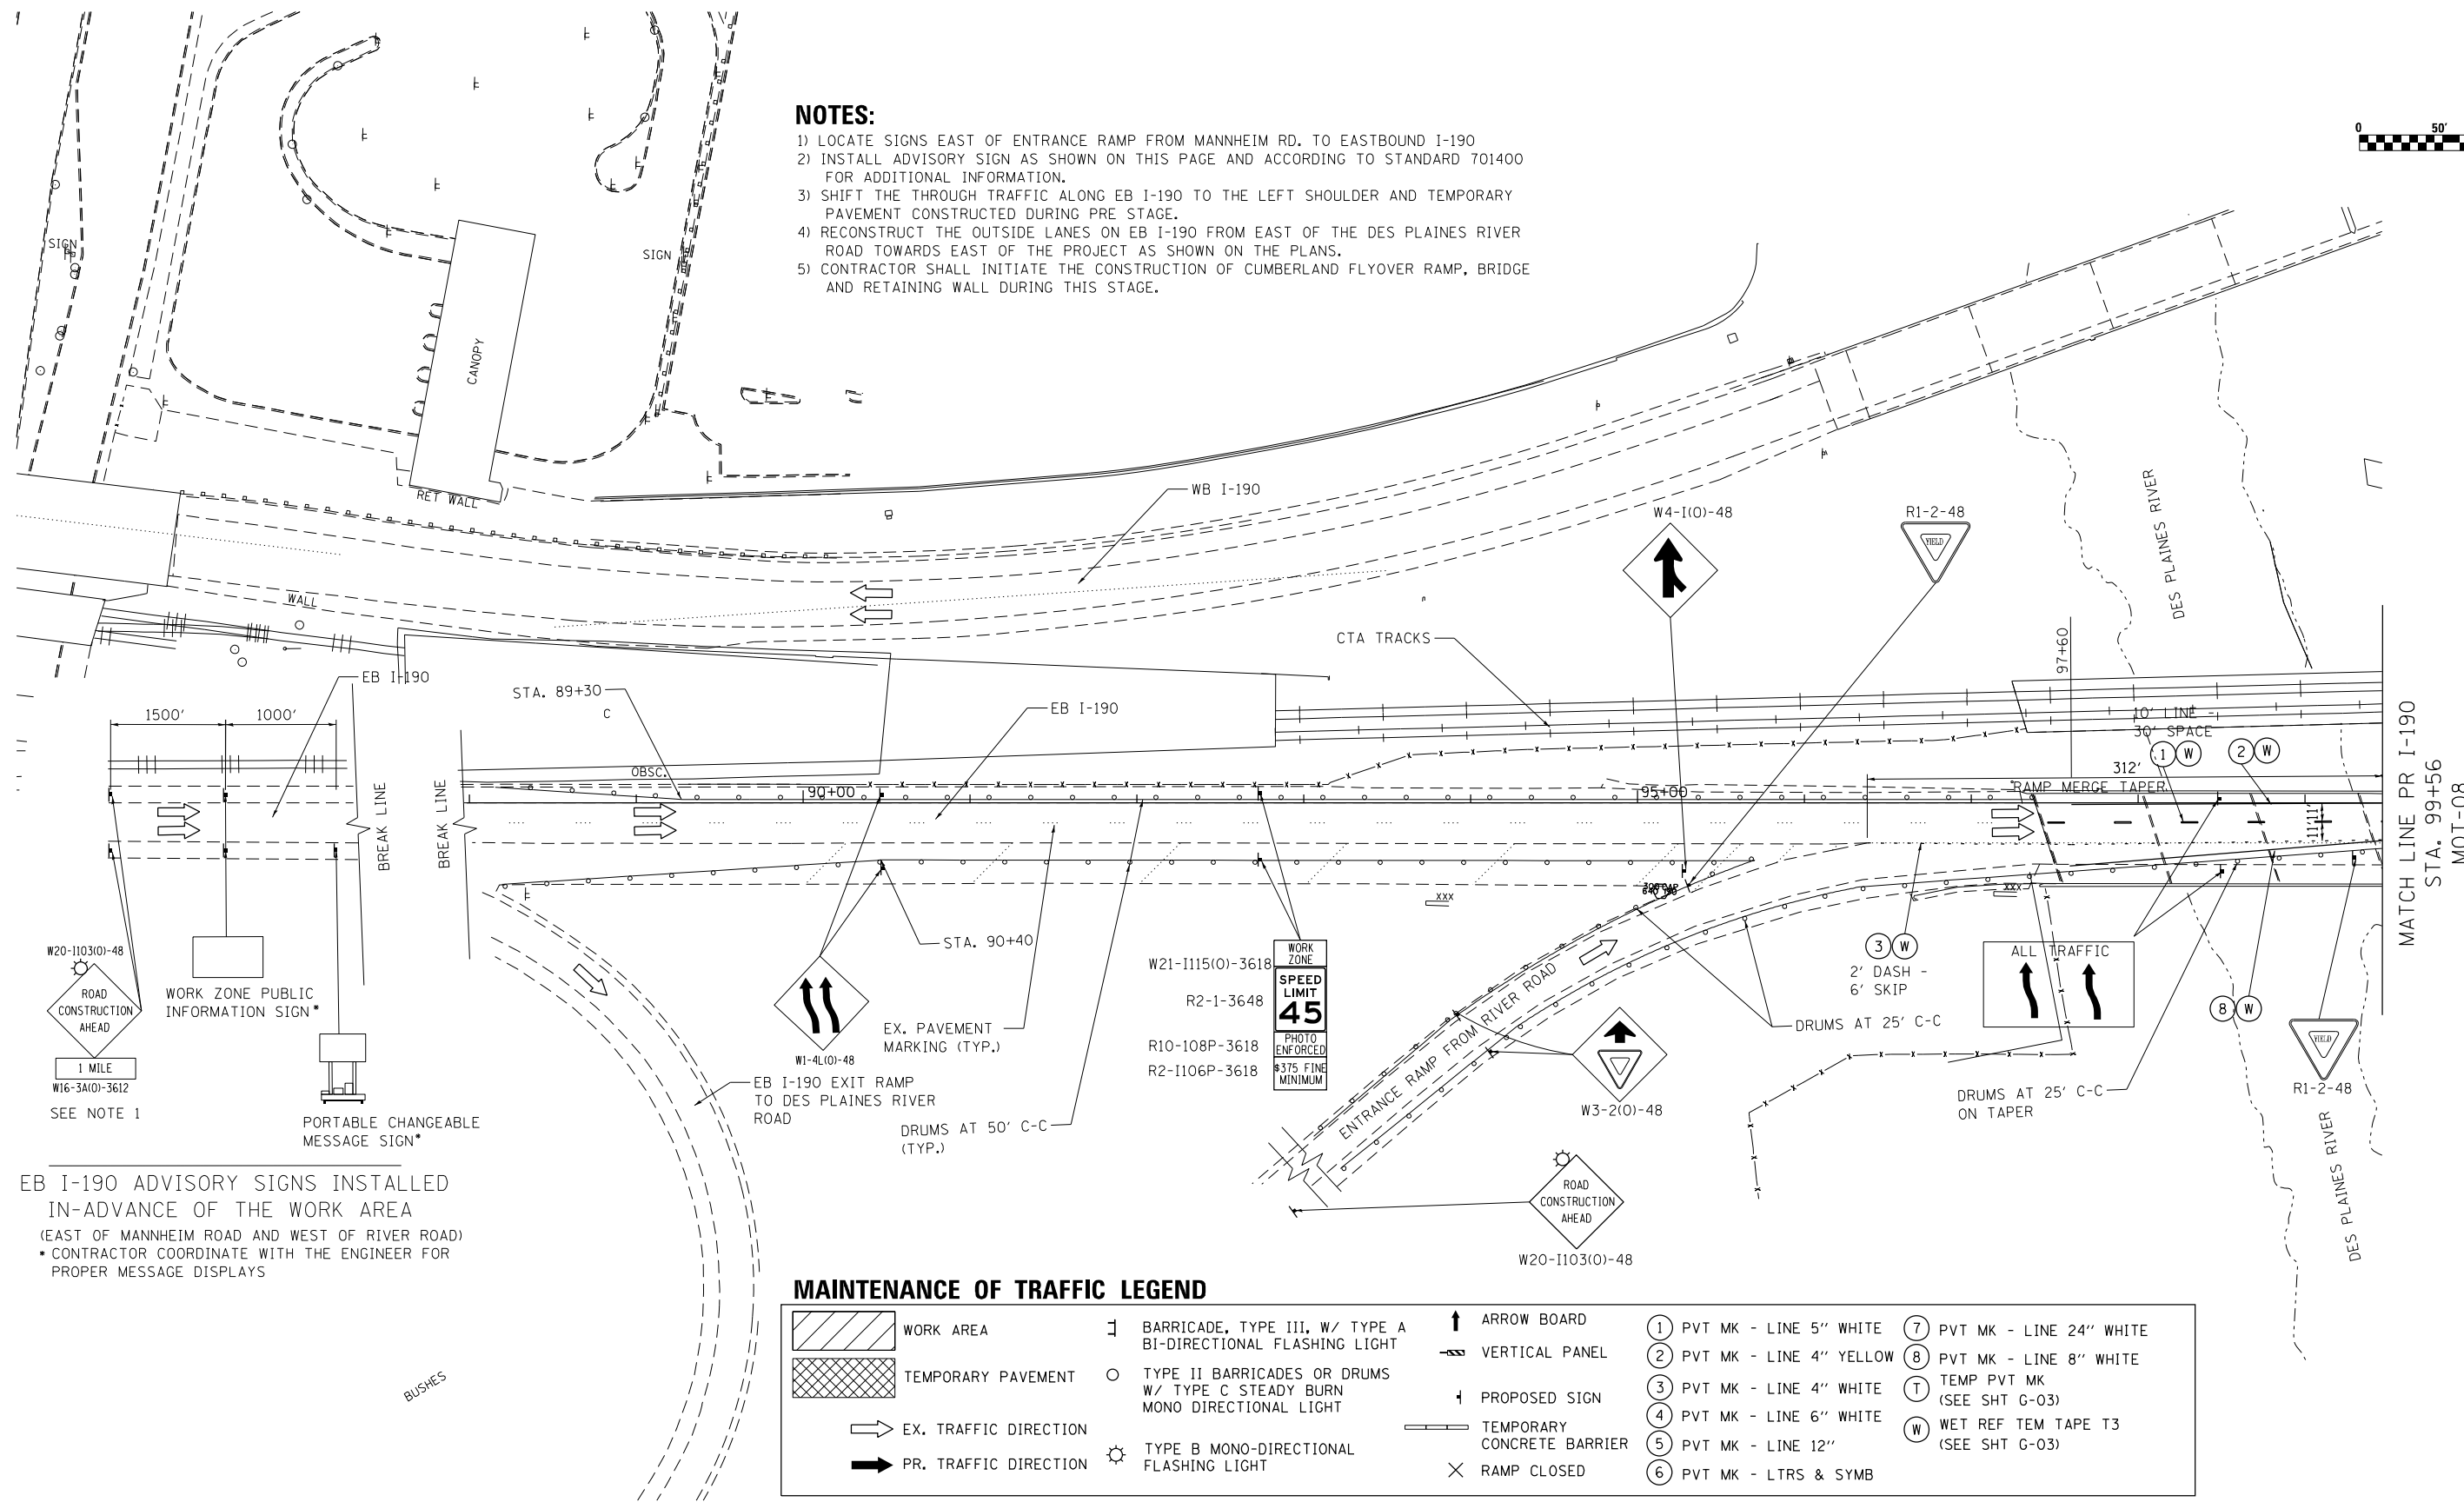 NOTES:
1) LOCATE SIGNS EAST OF ENTRANCE RAMP FROM MANNHEIM RD. TO EASTBOUND I-190
2) INSTALL ADVISORY SIGN AS SHOWN ON THIS PAGE AND ACCORDING TO STANDARD 701400
FOR ADDITIONAL INFORMATION.
3) SHIFT THE THROUGH TRAFFIC ALONG EB I-190 TO THE LEFT SHOULDER AND TEMPORARY
PAVEMENT CONSTRUCTED DURING PRE STAGE.
4) RECONSTRUCT THE OUTSIDE LANES ON EB I-190 FROM EAST OF THE DES PLAINES RIVER
ROAD TOWARDS EAST OF THE PROJECT AS SHOWN ON THE PLANS.
5) CONTRACTOR SHALL INITIATE THE CONSTRUCTION OF CUMBERLAND FLYOVER RAMP, BRIDGE
AND RETAINING WALL DURING THIS STAGE.
0 50'
SIGN
SIGN
CANOPY
RET WALL
WALL
WB I-190
W4-I(O)-48
R1-2-48
YIELD
DES PLAINES RIVER
CTA TRACKS
97+60
EB I-190
STA. 89+30
C
EB I-190
1500'
1000'
10' LINE -
30' SPACE
1 W
2 W
312'
RAMP MERGE TAPER
OBSC.
90+00
95+00
11'
11'
BREAK LINE
BREAK LINE
MATCH LINE PR I-190
STA. 99+56
MOT-08
XXX
XXX
STA. 90+40
W20-I103(O)-48
ROAD
CONSTRUCTION
AHEAD
1 MILE
W16-3A(O)-3612
SEE NOTE 1
WORK ZONE PUBLIC
INFORMATION SIGN*
PORTABLE CHANGEABLE
MESSAGE SIGN*
W1-4L(O)-48
EX. PAVEMENT
MARKING (TYP.)
EB I-190 EXIT RAMP
TO DES PLAINES RIVER
ROAD
DRUMS AT 50' C-C
(TYP.)
W21-I115(O)-3618
R2-1-3648
R10-108P-3618
R2-I106P-3618
WORK
ZONE
SPEED
LIMIT
45
PHOTO
ENFORCED
$375 FINE
MINIMUM
ENTRANCE RAMP FROM RIVER ROAD
W3-2(O)-48
DRUMS AT 25' C-C
3 W
2' DASH -
6' SKIP
ALL TRAFFIC
8 W
YIELD
R1-2-48
DRUMS AT 25' C-C
ON TAPER
DES PLAINES RIVER
ROAD
CONSTRUCTION
AHEAD
W20-I103(O)-48
EB I-190 ADVISORY SIGNS INSTALLED
IN-ADVANCE OF THE WORK AREA
(EAST OF MANNHEIM ROAD AND WEST OF RIVER ROAD)
* CONTRACTOR COORDINATE WITH THE ENGINEER FOR
PROPER MESSAGE DISPLAYS
BUSHES
MAINTENANCE OF TRAFFIC LEGEND
WORK AREA
TEMPORARY PAVEMENT
EX. TRAFFIC DIRECTION
PR. TRAFFIC DIRECTION
BARRICADE, TYPE III, W/ TYPE A
BI-DIRECTIONAL FLASHING LIGHT
TYPE II BARRICADES OR DRUMS
W/ TYPE C STEADY BURN
MONO DIRECTIONAL LIGHT
TYPE B MONO-DIRECTIONAL
FLASHING LIGHT
ARROW BOARD
VERTICAL PANEL
PROPOSED SIGN
TEMPORARY
CONCRETE BARRIER
RAMP CLOSED
1 PVT MK - LINE 5'' WHITE
2 PVT MK - LINE 4'' YELLOW
3 PVT MK - LINE 4'' WHITE
4 PVT MK - LINE 6'' WHITE
5 PVT MK - LINE 12''
6 PVT MK - LTRS & SYMB
7 PVT MK - LINE 24'' WHITE
8 PVT MK - LINE 8'' WHITE
T TEMP PVT MK
(SEE SHT G-03)
W WET REF TEM TAPE T3
(SEE SHT G-03)